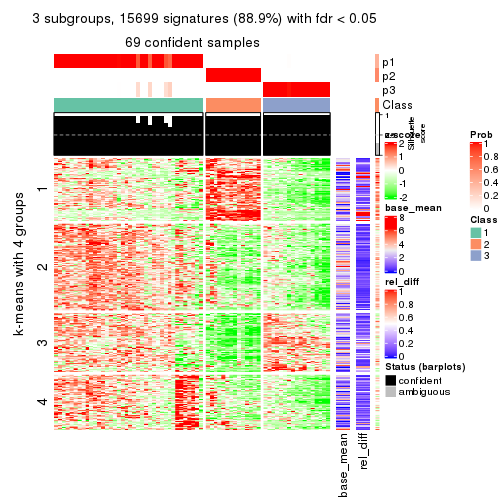 3 subgroups, 15699 signatures (88.9%) with fdr < 0.05
69 confident samples
p1
p2
p3
Class
1
Silhouette
score
z-score
2
1
0
-1
-2
base_mean
8
6
4
2
0
rel_diff
1
0.8
0.6
0.4
0.2
0
Status (barplots)
confident
ambiguous
Prob
1
0.8
0.6
0.4
0.2
0
Class
1
2
3
k-means with 4 groups
1
2
3
4
base_mean
rel_diff